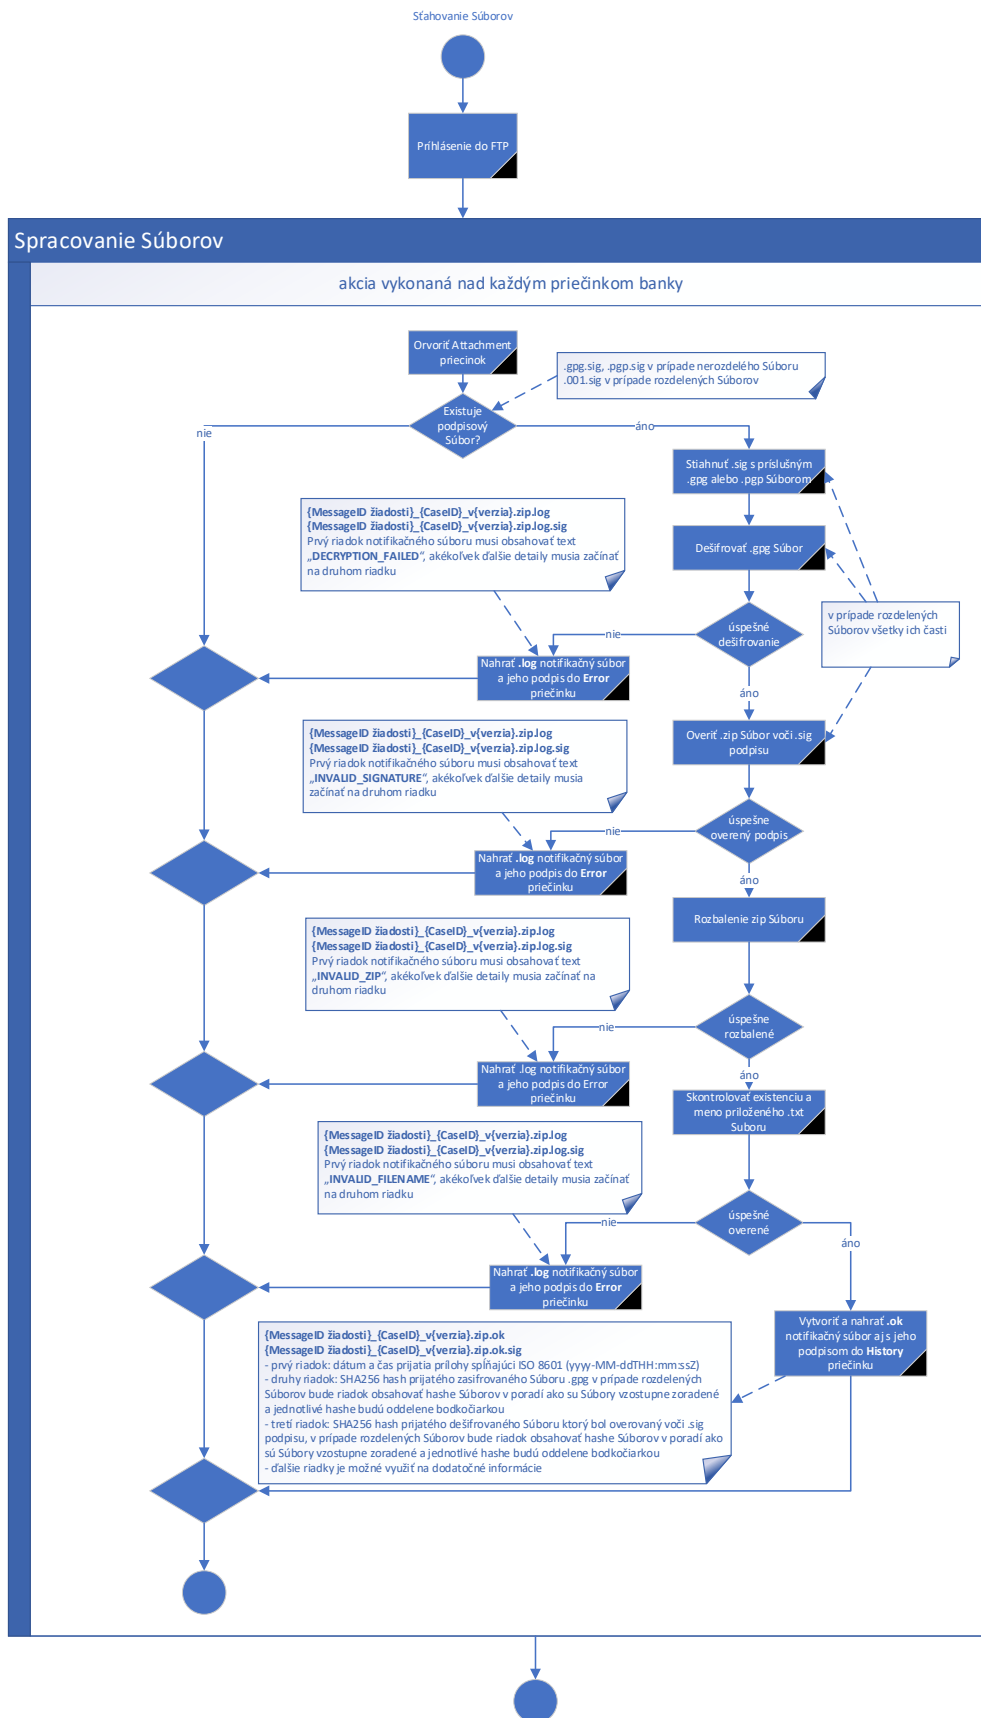 Sťahovanie Súborov
Príhlásenie do FTP
Spracovanie Súborov
akcia vykonaná nad každým priečinkom banky
Orvoriť Attachment
priecinok
.gpg.sig, .pgp.sig v prípade nerozdelého Súboru
.001.sig v prípade rozdelených Súborov
Existuje
podpisový
Súbor?
nie
áno
Stiahnuť .sig s príslušným
.gpg alebo .pgp Súborom
{MessageID žiadosti}_{CaseID}_v{verzia}.zip.log
{MessageID žiadosti}_{CaseID}_v{verzia}.zip.log.sig
Prvý riadok notifikačného súboru musi obsahovať text
„DECRYPTION_FAILED“, akékoľvek ďalšie detaily musia začínať
na druhom riadku
Dešifrovať .gpg Súbor
v prípade rozdelených
Súborov všetky ich časti
úspešné
dešifrovanie
nie
Nahrať .log notifikačný súbor
a jeho podpis do Error
priečinku
áno
{MessageID žiadosti}_{CaseID}_v{verzia}.zip.log
{MessageID žiadosti}_{CaseID}_v{verzia}.zip.log.sig
Prvý riadok notifikačného súboru musi obsahovať text
„INVALID_SIGNATURE“, akékoľvek ďalšie detaily musia
začínať na druhom riadku
Overiť .zip Súbor voči .sig
podpisu
úspešne
overený podpis
nie
Nahrať .log notifikačný súbor
a jeho podpis do Error
priečinku
áno
Rozbalenie zip Súboru
{MessageID žiadosti}_{CaseID}_v{verzia}.zip.log
{MessageID žiadosti}_{CaseID}_v{verzia}.zip.log.sig
Prvý riadok notifikačného súboru musi obsahovať text
„INVALID_ZIP“, akékoľvek ďalšie detaily musia začínať na
druhom riadku
úspešne
rozbalené
nie
Nahrať .log notifikačný súbor
a jeho podpis do Error
priečinku
áno
Skontrolovať existenciu a
meno priloženého .txt
Suboru
{MessageID žiadosti}_{CaseID}_v{verzia}.zip.log
{MessageID žiadosti}_{CaseID}_v{verzia}.zip.log.sig
Prvý riadok notifikačného súboru musi obsahovať text
„INVALID_FILENAME“, akékoľvek ďalšie detaily musia začínať
na druhom riadku
úspešné
overené
nie
áno
Nahrať .log notifikačný súbor
a jeho podpis do Error
priečinku
Vytvoriť a nahrať .ok
notifikačný súbor aj s jeho
podpisom do History
priečinku
{MessageID žiadosti}_{CaseID}_v{verzia}.zip.ok
{MessageID žiadosti}_{CaseID}_v{verzia}.zip.ok.sig
- prvý riadok: dátum a čas prijatia prílohy spĺňajúci ISO 8601 (yyyy-MM-ddTHH:mm:ssZ)
- druhy riadok: SHA256 hash prijatého zasifrovaného Súboru .gpg v prípade rozdelených
Súborov bude riadok obsahovať hashe Súborov v poradí ako su Súbory vzostupne zoradené
a jednotlivé hashe budú oddelene bodkočiarkou
- tretí riadok: SHA256 hash prijatého dešifrovaného Súboru ktorý bol overovaný voči .sig
podpisu, v prípade rozdelených Súborov bude riadok obsahovať hashe Súborov v poradí ako
sú Súbory vzostupne zoradené a jednotlivé hashe budú oddelene bodkočiarkou
- ďalšie riadky je možné využiť na dodatočné informácie